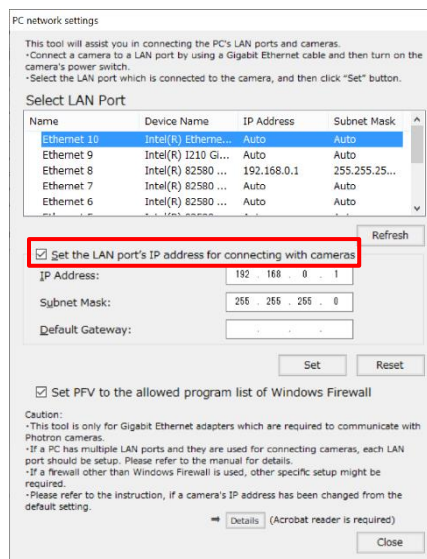 PC network settings
This tool will assist you in connecting the PC's LAN ports and cameras.
・Connect a camera to a LAN port by using a Gigabit Ethernet cable and then turn on the
camera's power switch.
・Select the LAN port which is connected to the camera, and then click "Set" button.
Select LAN Port
Name Device Name IP Address Subnet Mask
Ethernet 10 Intel(R) Etherne... Auto Auto
Ethernet 9 Intel(R) I210 Gi... Auto Auto
Ethernet 8 Intel(R) 82580 ... 192.168.0.1 255.255.25...
Ethernet 7 Intel(R) 82580 ... Auto Auto
Ethernet 6 Intel(R) 82580 ... Auto Auto
Refresh
Set the LAN port's IP address for connecting with cameras
IP Address: 192 . 168 . 0 . 1
Subnet Mask: 255 . 255 . 255 . 0
Default Gateway: . . .
Set Reset
Set PFV to the allowed program list of Windows Firewall
Caution:
・This tool is only for Gigabit Ethernet adapters which are required to communicate with
Photron cameras.
・If a PC has multiple LAN ports and they are used for connecting cameras, each LAN
port should be setup. Please refer to the manual for details.
・If a firewall other than Windows Firewall is used, other specific setup might be
required.
・Please refer to the instruction, if a camera's IP address has been changed from the
default setting.
➡ Details (Acrobat reader is required)
Close